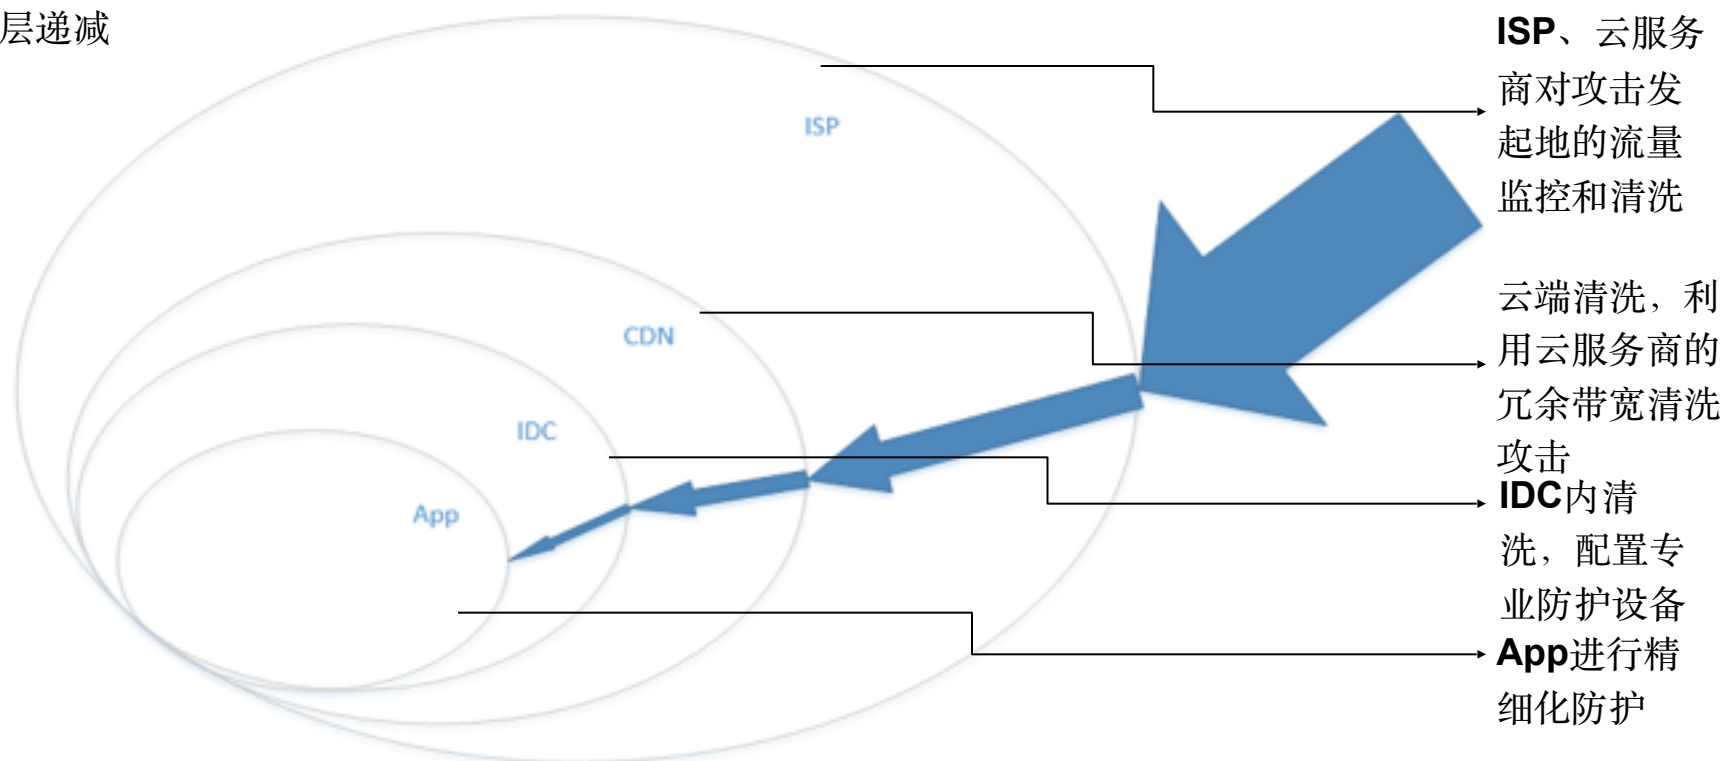 层递减
ISP
CDN
IDC
App
ISP、云服务
商对攻击发
起地的流量
监控和清洗
云端清洗，利
用云服务商的
冗余带宽清洗
攻击
IDC内清
洗，配置专
业防护设备
App进行精
细化防护